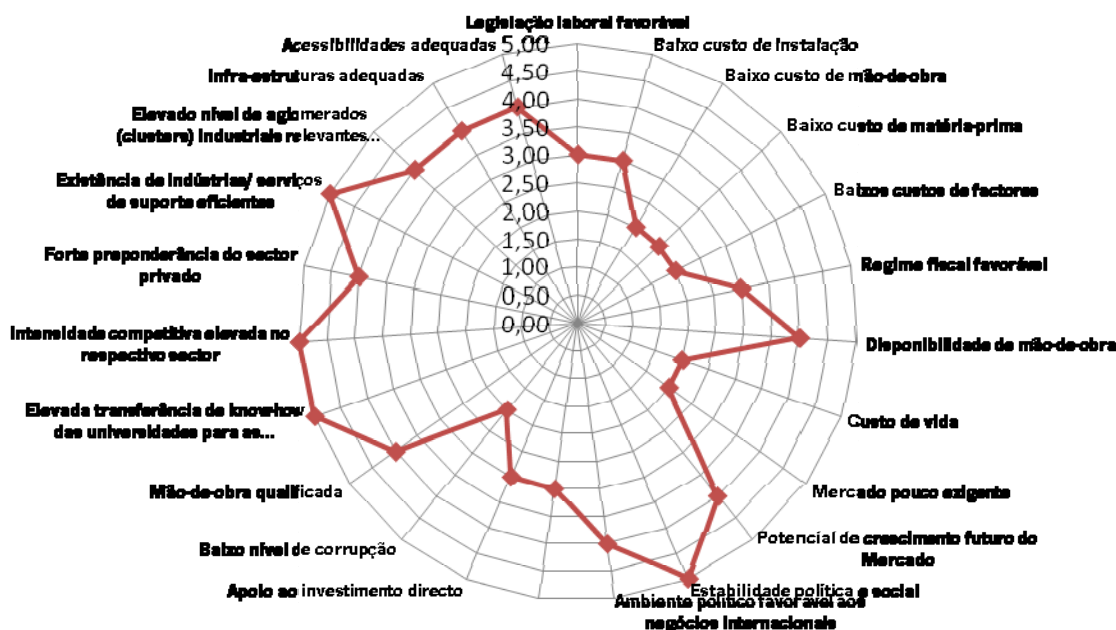 Legislação laboral favorável
Baixo custo de instalação
Baixo custo de mão-de-obra
Baixo custo de matéria-prima
Baixos custos de factores
Regime fiscal favorável
Disponibilidade de mão-de-obra
Custo de vida
Mercado pouco exigente
Potencial de crescimento futuro do
Mercado
Estabilidade política e social
Ambiente político favorável aos
negócios internacionais
Apoio ao investimento directo
Baixo nível de corrupção
Mão-de-obra qualificada
Elevada transferência de know-how
das universidades para as...
Intensidade competitiva elevada no
respectivo sector
Forte preponderância do sector
privado
Existência de indústrias/ serviços
de suporte eficientes
Elevado nível de aglomerados
(clusters) industriais relevantes...
Infra-estruturas adequadas
Acessibilidades adequadas
5,00
4,50
4,00
3,50
3,00
2,50
2,00
1,50
1,00
0,50
0,00